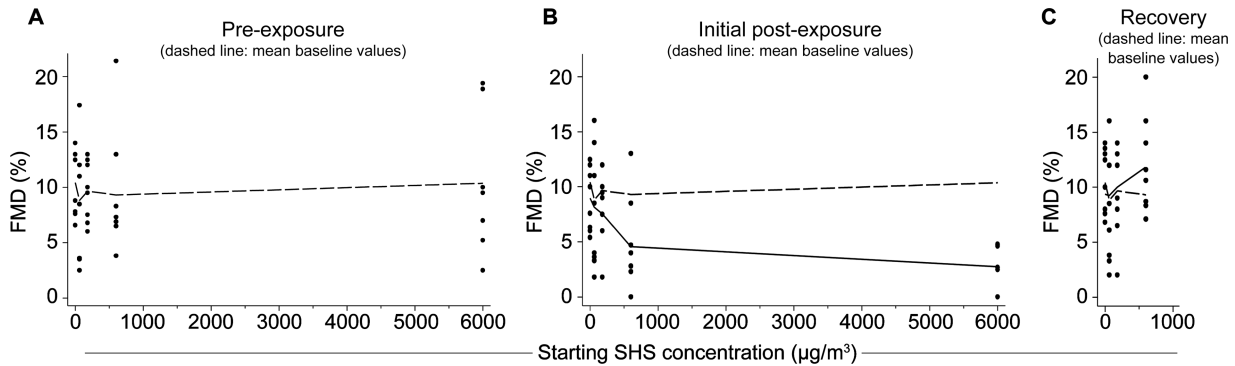 A
Pre-exposure
(dashed line: mean baseline values)
FMD (%)
20
15
10
5
0
0 1000 2000 3000 4000 5000 6000
B
Initial post-exposure
(dashed line: mean baseline values)
FMD (%)
20
15
10
5
0
0 1000 2000 3000 4000 5000 6000
C
Recovery
(dashed line: mean
baseline values)
FMD (%)
20
15
10
5
0
0 1000
Starting SHS concentration (µg/m³)